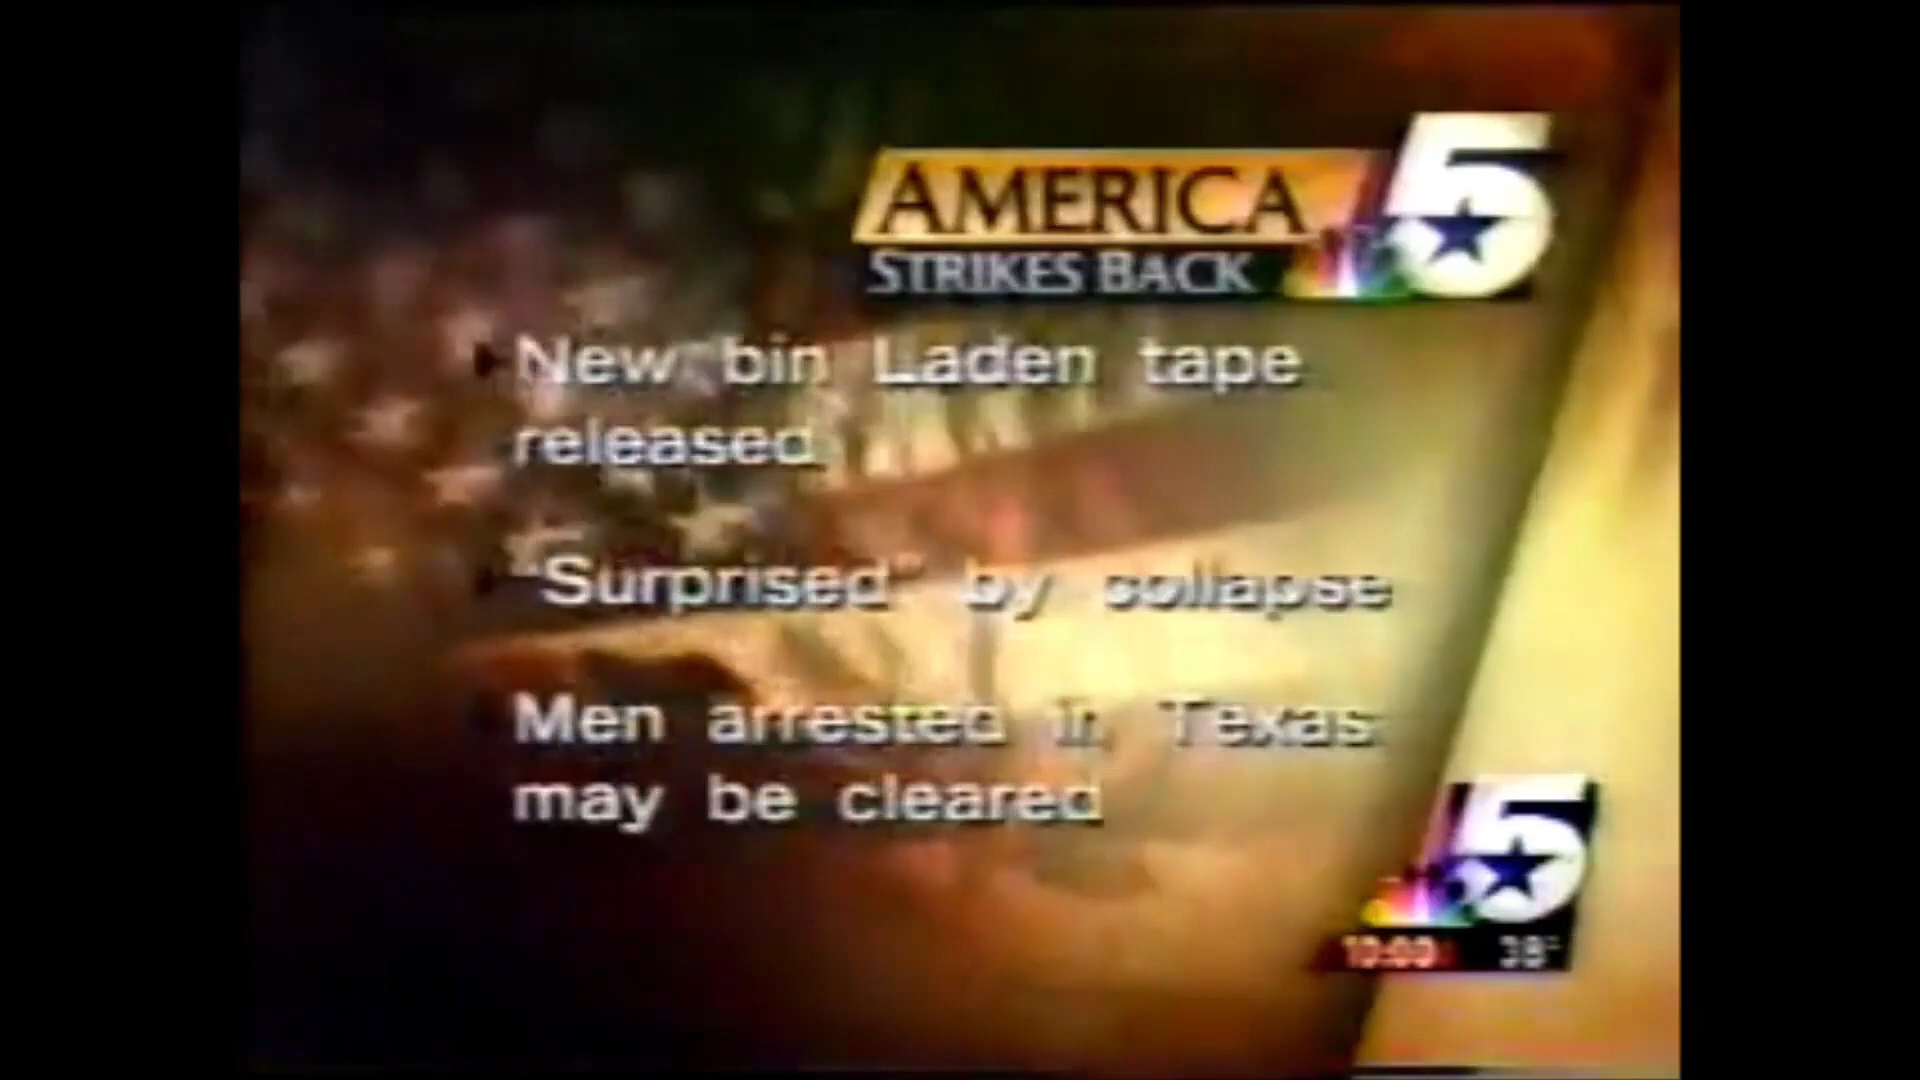 AMERICA
STRIKES BACK
5
New bin Laden tape
released
"Surprised" by collapse
Men arrested in Texas
may be cleared
5
10:00 38°